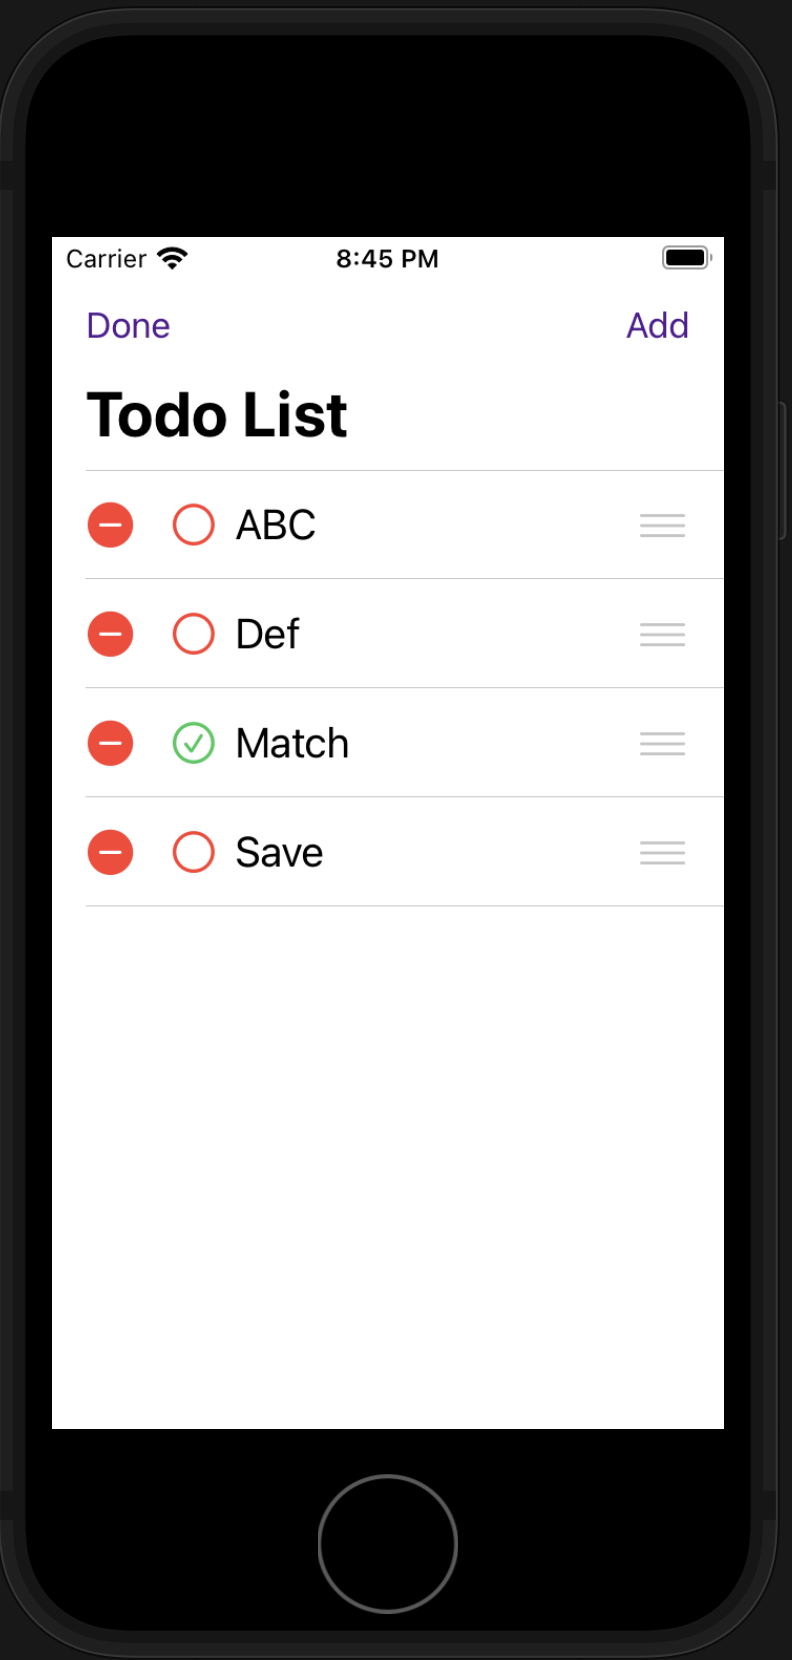 Carrier 8:45 PM
Done Add
Todo List
ABC
Def
Match
Save